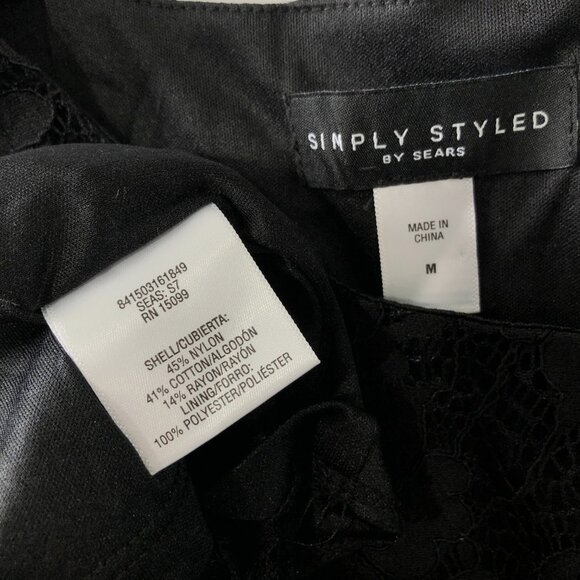 SIMPLY STYLED
BY SEARS
MADE IN
CHINA
M
841503161849
SEAS: S7
RN 15099
SHELL/CUBIERTA:
45% NYLON
41% COTTON/ALGODÓN
14% RAYON/RAYÓN
LINING/FORRO-
100% POLYESTER/POLIÉSTER